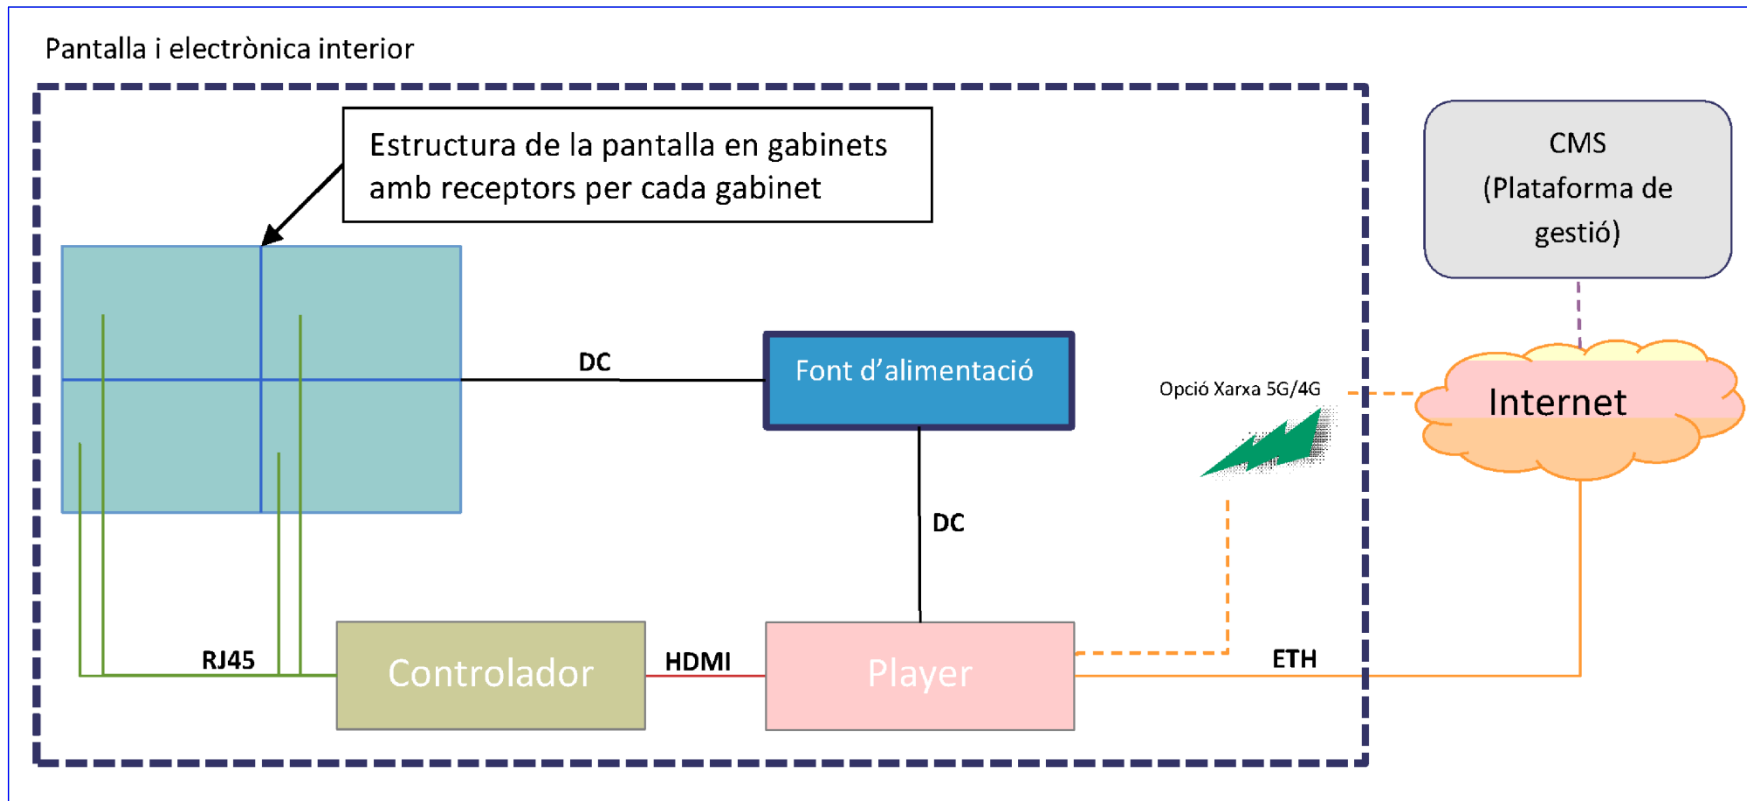 Pantalla i electrònica interior
Estructura de la pantalla en gabinets
amb receptors per cada gabinet
CMS
(Plataforma de
gestió)
DC
Font d’alimentació
Opció Xarxa 5G/4G
Internet
DC
RJ45
Controlador
HDMI
Player
ETH